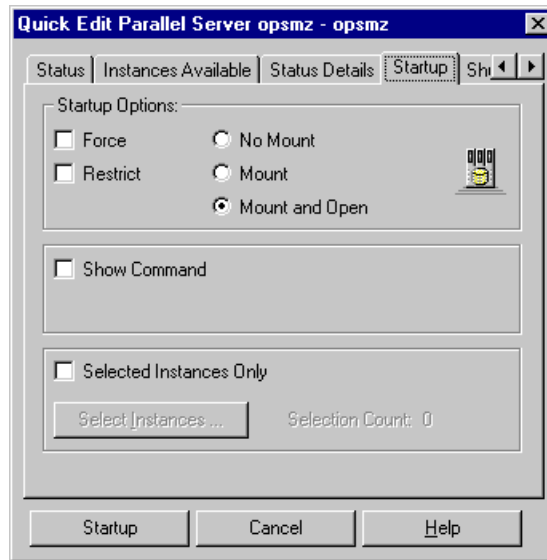 Quick Edit Parallel Server opsmz - opsmz
Status Instances Available Status Details Startup Sh
Startup Options:
Force No Mount
Restrict Mount
Mount and Open
Show Command
Selected Instances Only
Select Instances ... Selection Count: 0
Startup Cancel Help